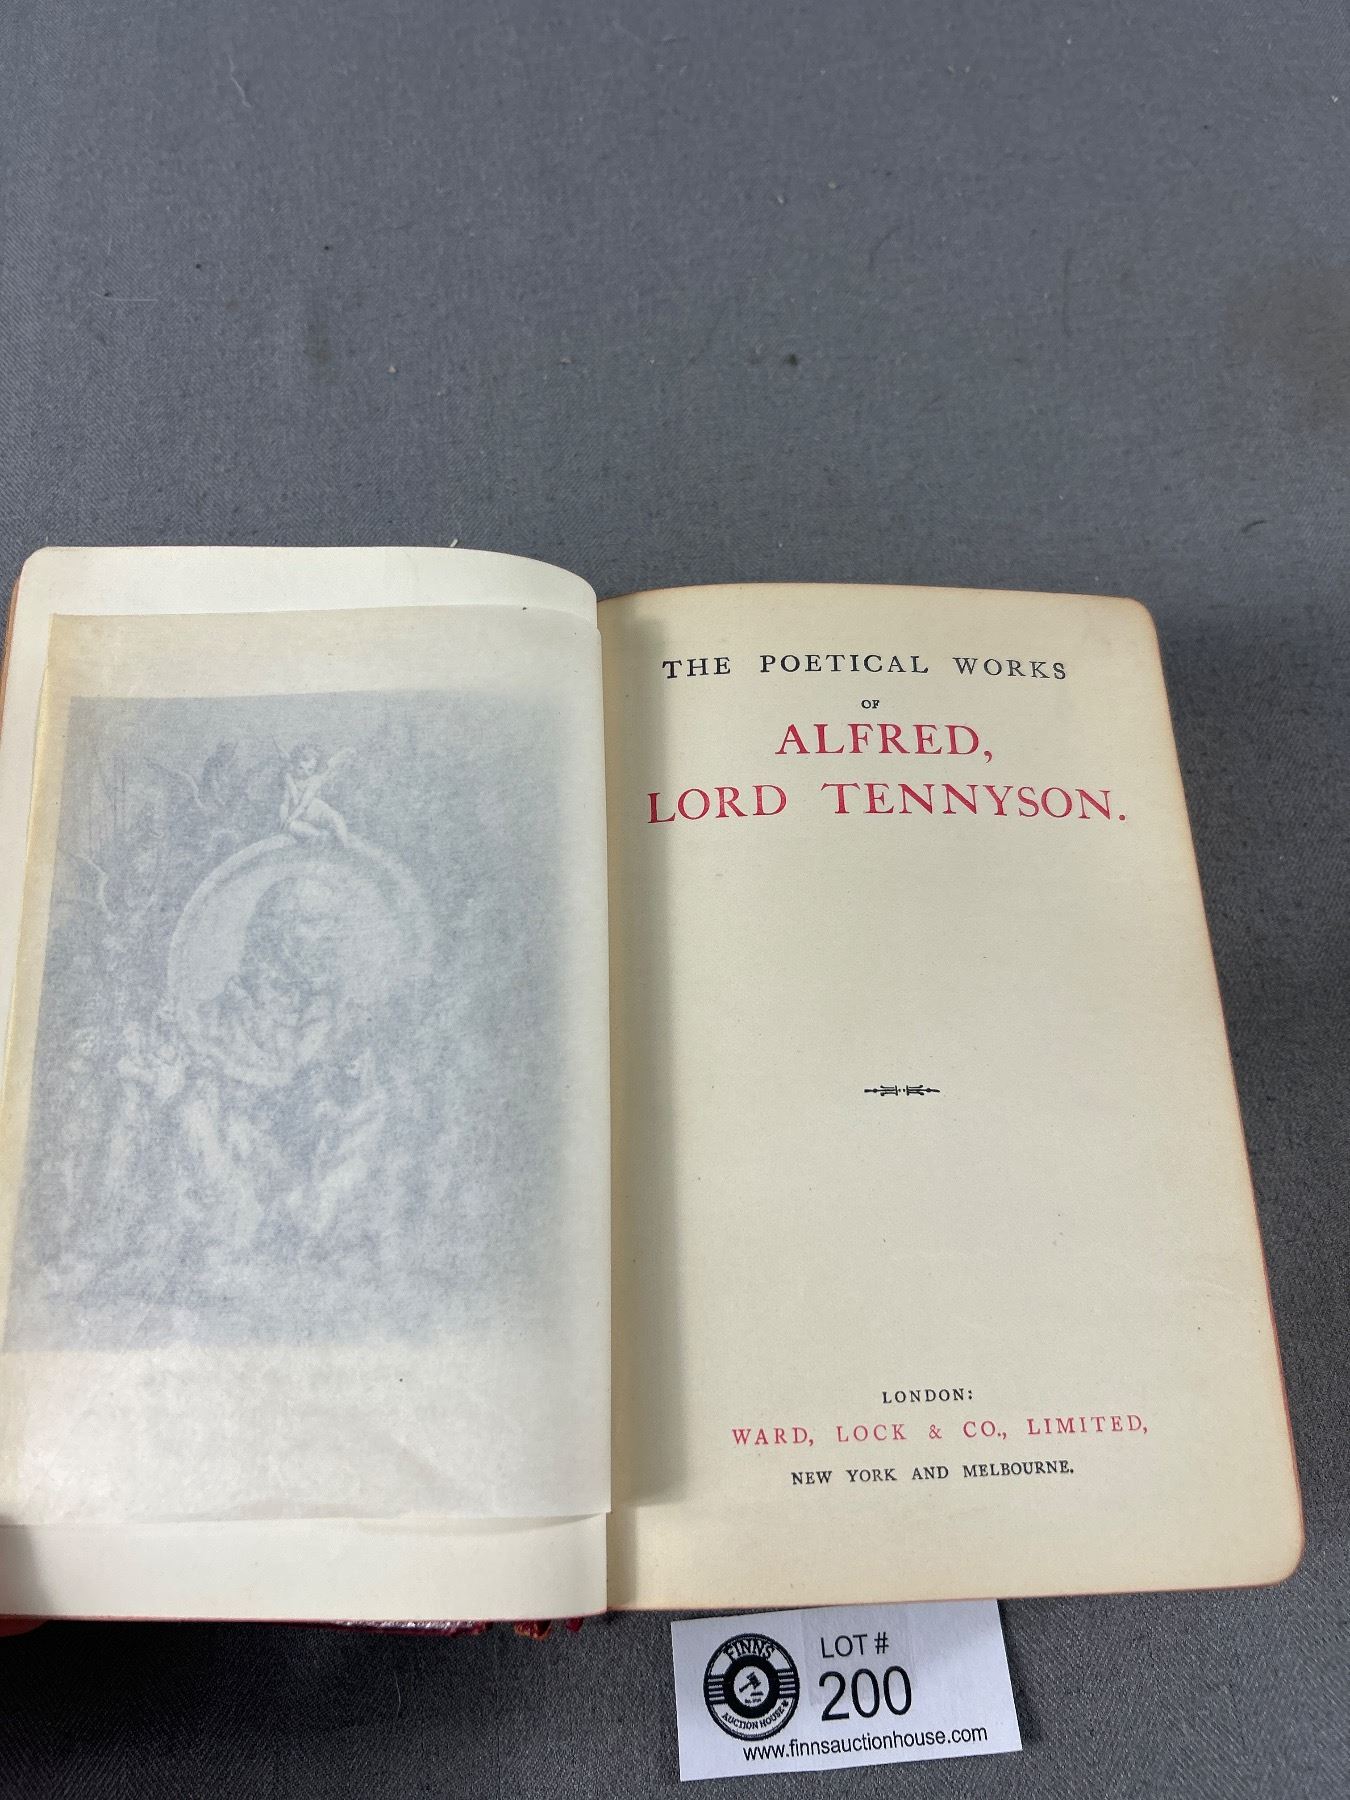 THE POETICAL WORKS
OF
ALFRED,
LORD TENNYSON.
LONDON:
WARD, LOCK & CO., LIMITED,
NEW YORK AND MELBOURNE.
FINNS
AUCTION HOUSE
LOT #
200
www.finnsauctionhouse.com